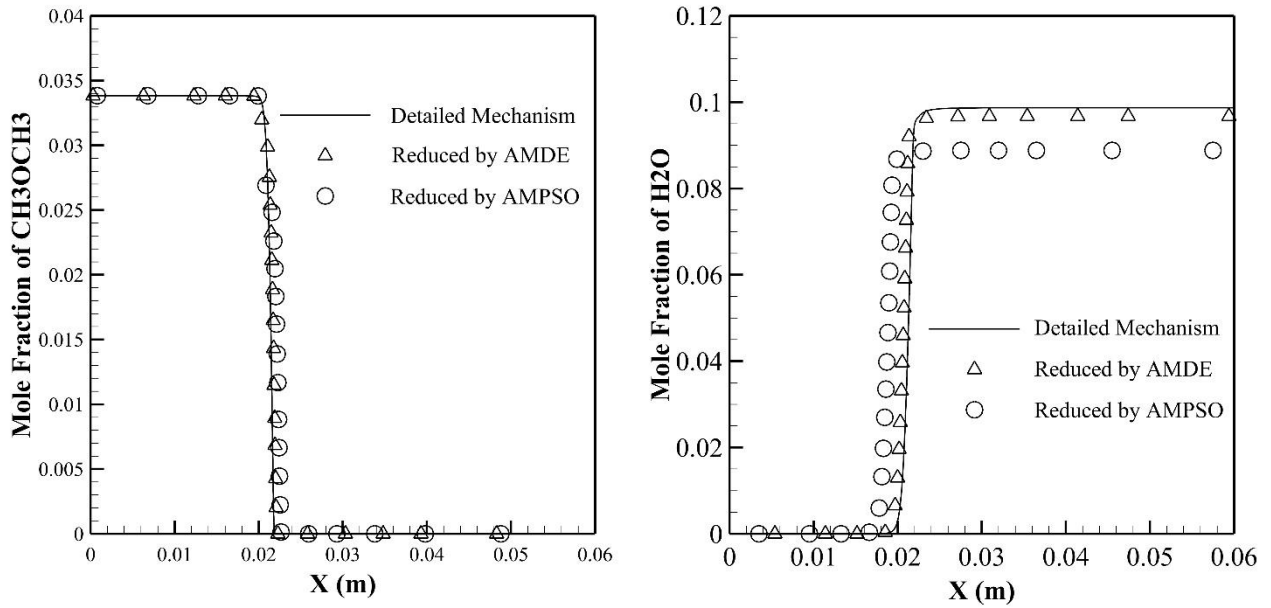 Mole Fraction of CH3OCH3
0.04
0.035
0.03
0.025
0.02
0.015
0.01
0.005
0
Detailed Mechanism
Reduced by AMDE
Reduced by AMPSO
0 0.01 0.02 0.03 0.04 0.05 0.06
X (m)
Mole Fraction of H2O
0.12
0.1
0.08
0.06
0.04
0.02
0
Detailed Mechanism
Reduced by AMDE
Reduced by AMPSO
0 0.01 0.02 0.03 0.04 0.05 0.06
X (m)